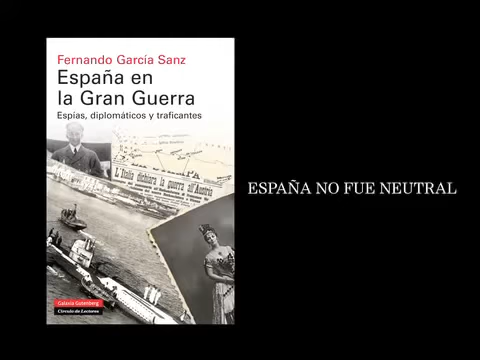 Fernando García Sanz
España en
la Gran Guerra
Espías, diplomáticos y traficantes
L'Italia dichiara la guerra all'Austria
Galaxia Gutenberg
Círculo de Lectores
ESPAÑA NO FUE NEUTRAL